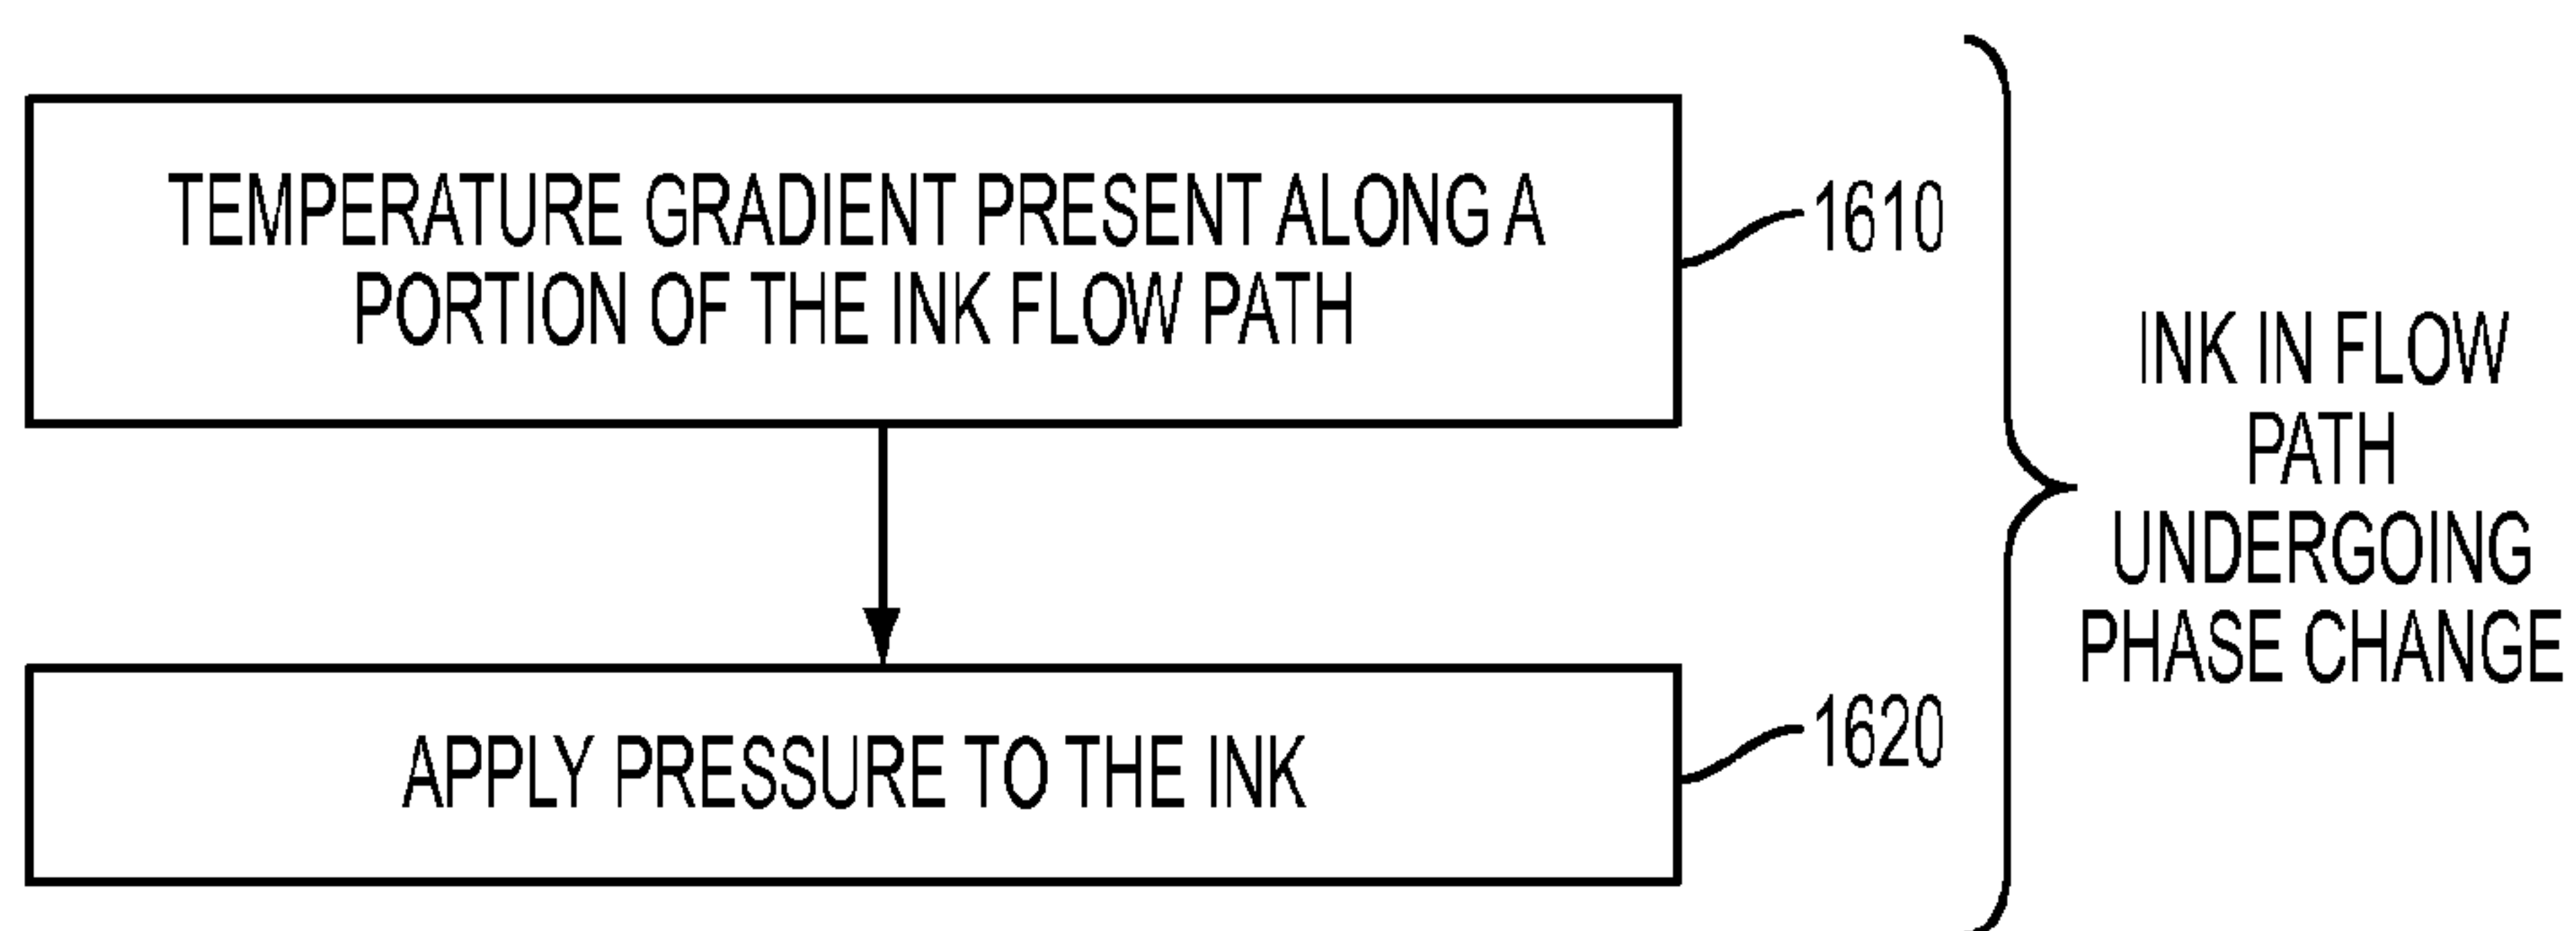 TEMPERATURE GRADIENT PRESENT ALONG A
PORTION OF THE INK FLOW PATH
1610
APPLY PRESSURE TO THE INK
1620
INK IN FLOW
PATH
UNDERGOING
PHASE CHANGE